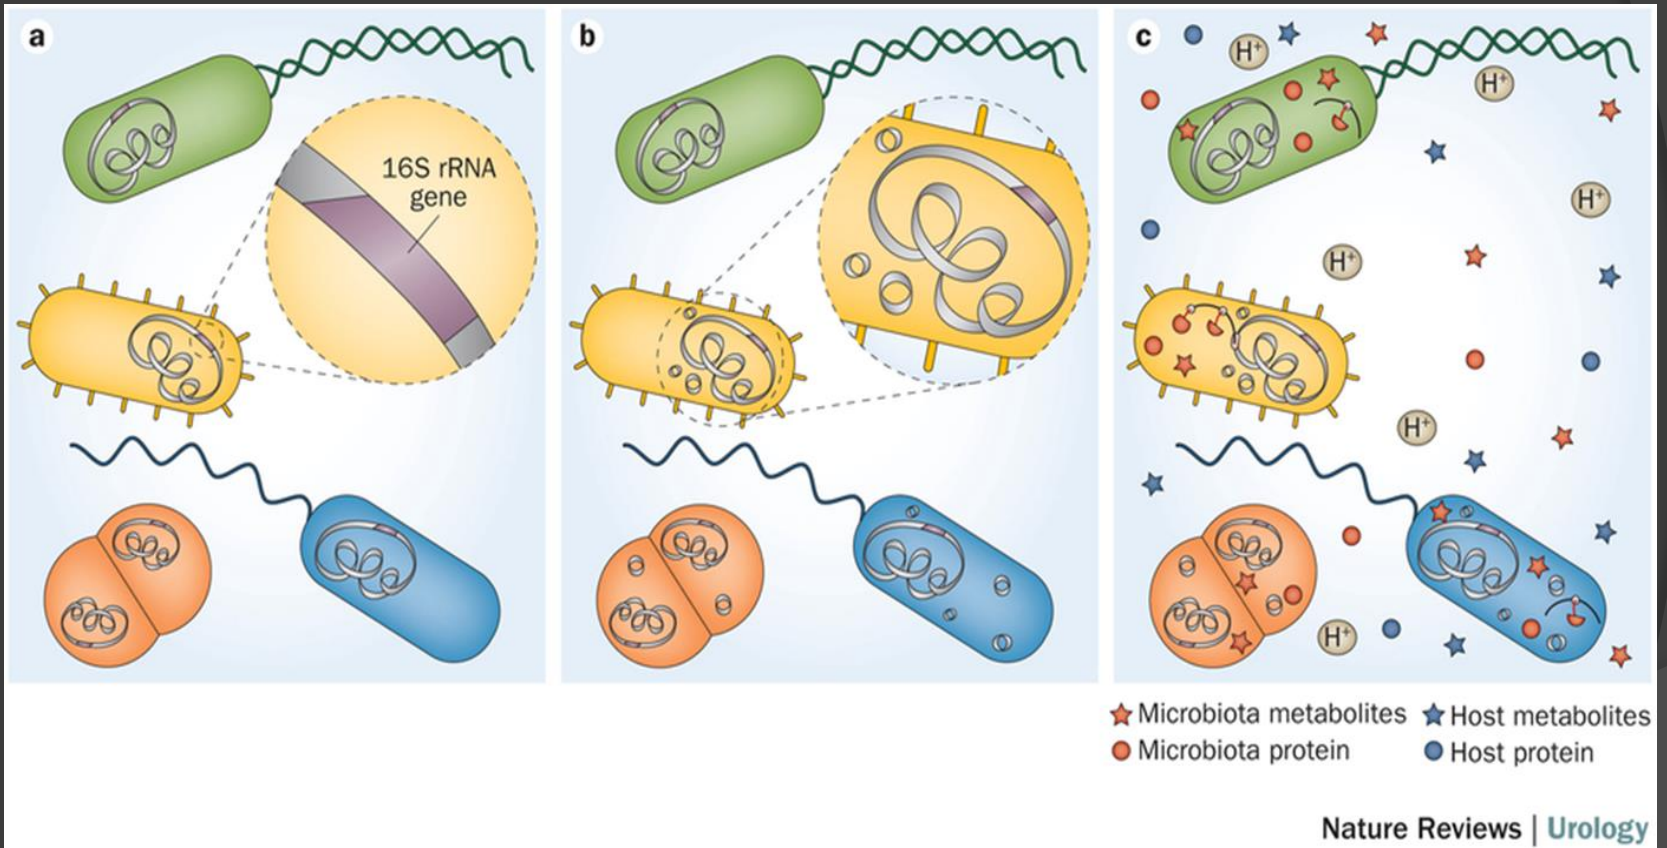 a
b
c
16S rRNA
gene
H⁺
H⁺
H⁺
H⁺
H⁺
H⁺
Microbiota metabolites
Host metabolites
Microbiota protein
Host protein
Nature Reviews | Urology